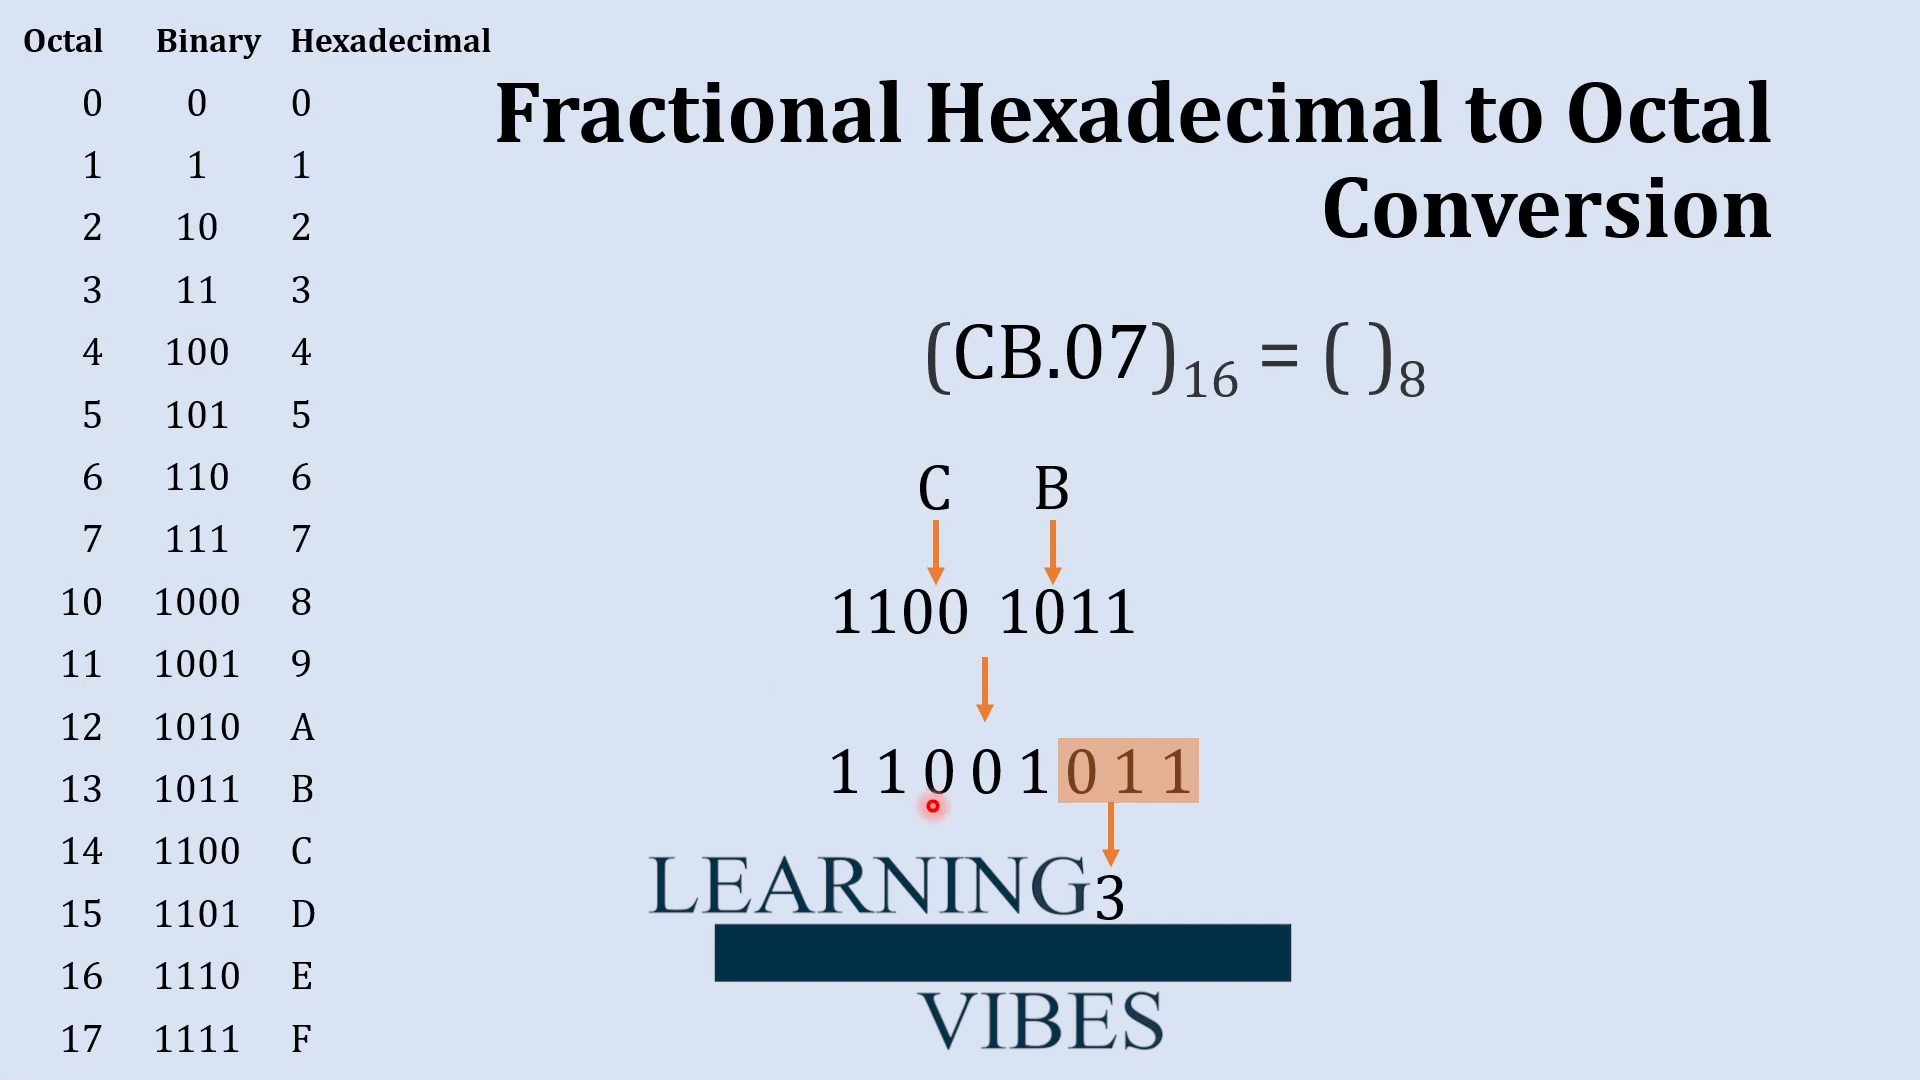 Octal Binary Hexadecimal
0 0 0
1 1 1
2 10 2
3 11 3
4 100 4
5 101 5
6 110 6
7 111 7
10 1000 8
11 1001 9
12 1010 A
13 1011 B
14 1100 C
15 1101 D
16 1110 E
17 1111 F
Fractional Hexadecimal to Octal
Conversion
(CB.07)₁₆ = ( )₈
C B
1100 1011
1 1 0 0 1 0 1 1
3
LEARNING
VIBES